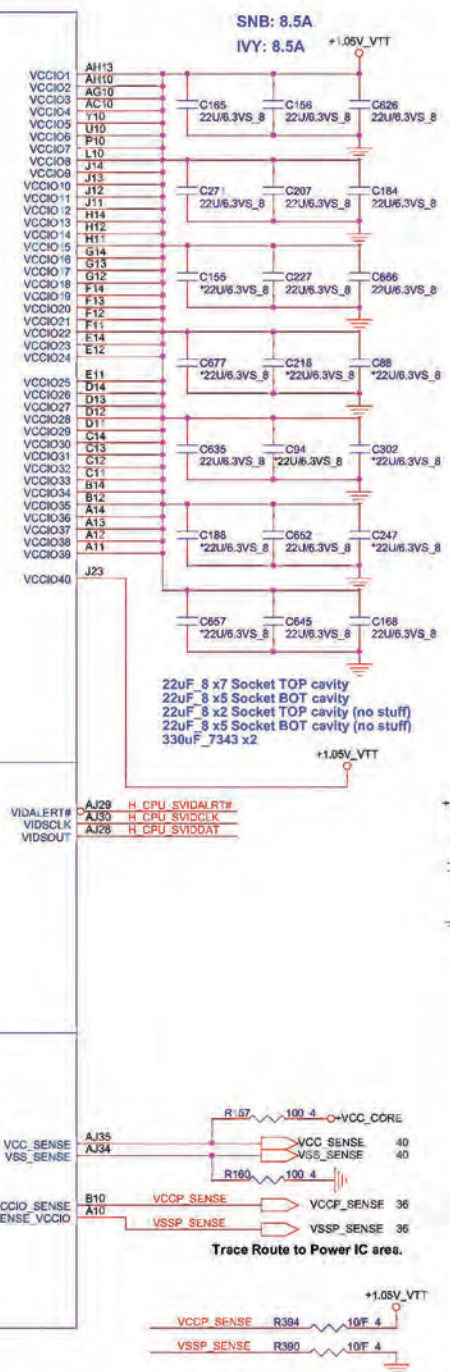 SNB: 8.5A
IVY: 8.5A
+1.05V_VTT
VCCIO1 AH13
VCCIO2 AH10
VCCIO3 AG10
VCCIO4 AC10
VCCIO5 Y10
VCCIO6 U10
VCCIO7 P10
VCCIO8 L10
VCCIO9 J14
VCCIO10 J13
VCCIO11 J12
VCCIO12 J11
VCCIO13 H14
VCCIO14 H12
VCCIO15 H11
VCCIO16 G14
VCCIO17 G13
VCCIO18 G12
VCCIO19 F14
VCCIO20 F13
VCCIO21 F12
VCCIO22 F11
VCCIO23 E14
VCCIO24 E12
VCCIO25 E11
VCCIO26 D14
VCCIO27 D13
VCCIO28 D12
VCCIO29 D11
VCCIO30 C14
VCCIO31 C13
VCCIO32 C12
VCCIO33 C11
VCCIO34 B14
VCCIO35 B12
VCCIO36 A14
VCCIO37 A13
VCCIO38 A12
VCCIO39 A11
VCCIO40 J23
C165 C156 C626
22U/6.3VS_8 22U/6.3VS_8 22U/6.3VS_8
C271 C207 C184
22U/6.3VS_8 22U/6.3VS_8 22U/6.3VS_8
C155 C227 C666
*22U/6.3VS_8 22U/6.3VS_8 22U/6.3VS_8
C677 C218 C88
*22U/6.3VS_8 *22U/6.3VS_8 *22U/6.3VS_8
C635 C94 C302
22U/6.3VS_8 *22U/6.3VS_8 *22U/6.3VS_8
C186 C652 C247
*22U/6.3VS_8 22U/6.3VS_8 *22U/6.3VS_8
C657 C645 C168
*22U/6.3VS_8 22U/6.3VS_8 22U/6.3VS_8
22uF_8 x7 Socket TOP cavity
22uF_8 x5 Socket BOT cavity
22uF_8 x2 Socket TOP cavity (no stuff)
22uF_8 x5 Socket BOT cavity (no stuff)
330uF_7343 x2
+1.05V_VTT
VIDALERT# AJ29 H_CPU_SVIDALRT#
VIDSCLK AJ30 H_CPU_SVIDCLK
VIDSOUT AJ28 H_CPU_SVIDDAT
R157 100_4 +VCC_CORE
VCC_SENSE AJ35 VCC_SENSE 40
VSS_SENSE AJ34 VSS_SENSE 40
R160 100_4
CCIO_SENSE B10 VCCP_SENSE VCCP_SENSE 36
ENSE_VCCIO A10 VSSP_SENSE VSSP_SENSE 36
Trace Route to Power IC area.
+1.05V_VTT
VCCP_SENSE R394 10/F_4
VSSP_SENSE R390 10/F_4